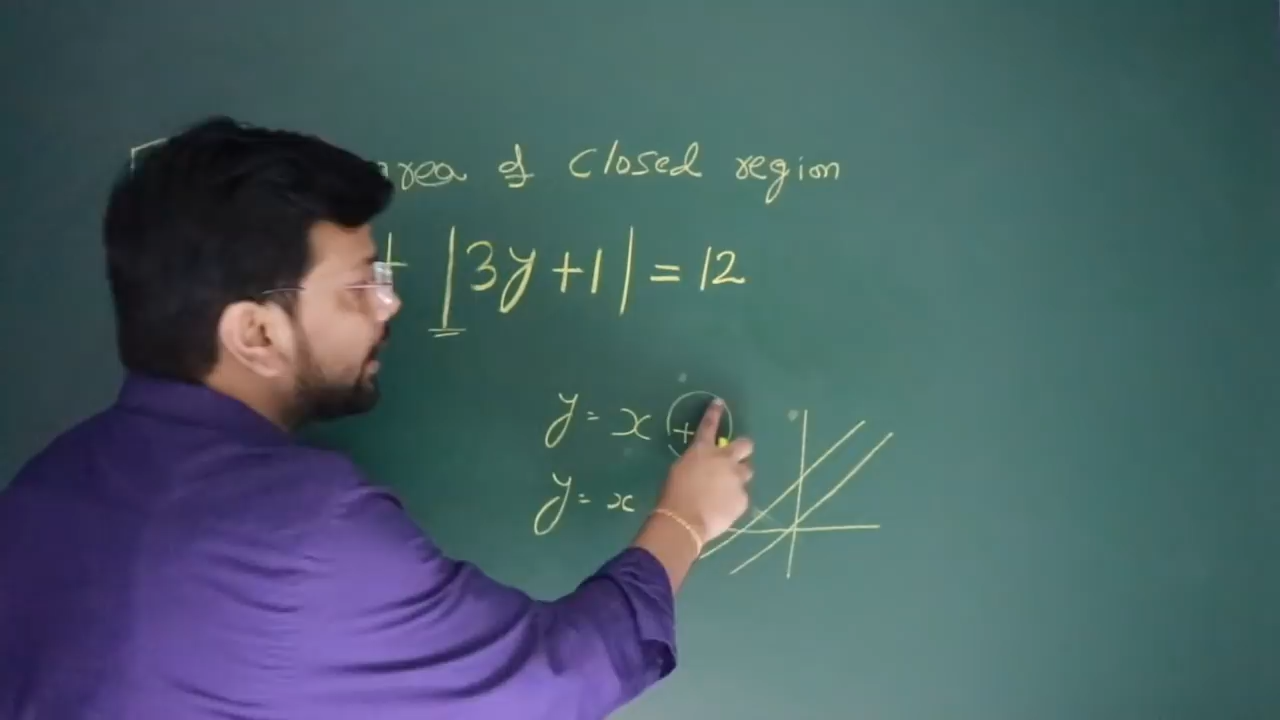 area of closed region
+ |3y+1| = 12
y = x +
y = x